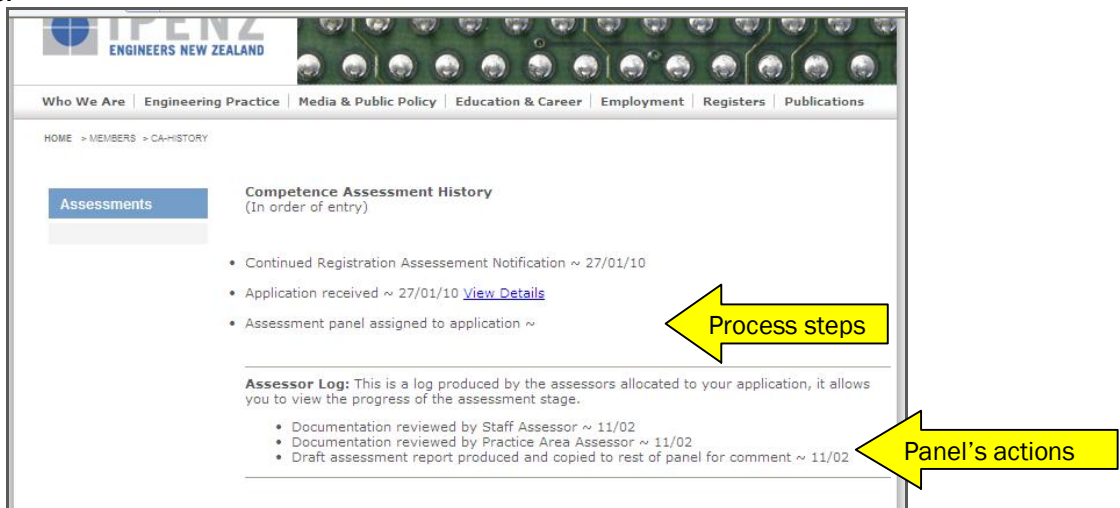 IPENZ
ENGINEERS NEW ZEALAND
Who We Are | Engineering Practice | Media & Public Policy | Education & Career | Employment | Registers | Publications
HOME > MEMBERS > CA-HISTORY
Assessments
Competence Assessment History
(In order of entry)
• Continued Registration Assessement Notification ~ 27/01/10
• Application received ~ 27/01/10 View Details
• Assessment panel assigned to application ~
Process steps
Assessor Log: This is a log produced by the assessors allocated to your application, it allows
you to view the progress of the assessment stage.
• Documentation reviewed by Staff Assessor ~ 11/02
• Documentation reviewed by Practice Area Assessor ~ 11/02
• Draft assessment report produced and copied to rest of panel for comment ~ 11/02
Panel's actions